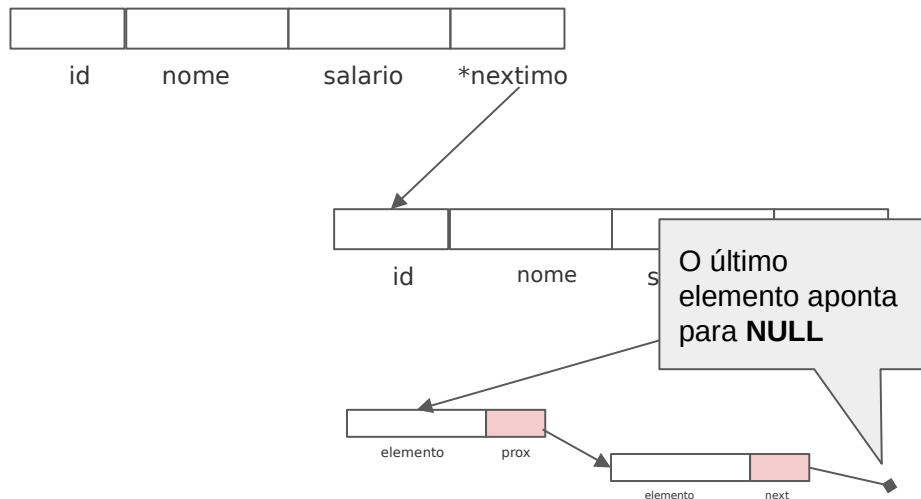 id nome salario *nextimo
id nome s
O último
elemento aponta
para NULL
elemento prox
elemento next